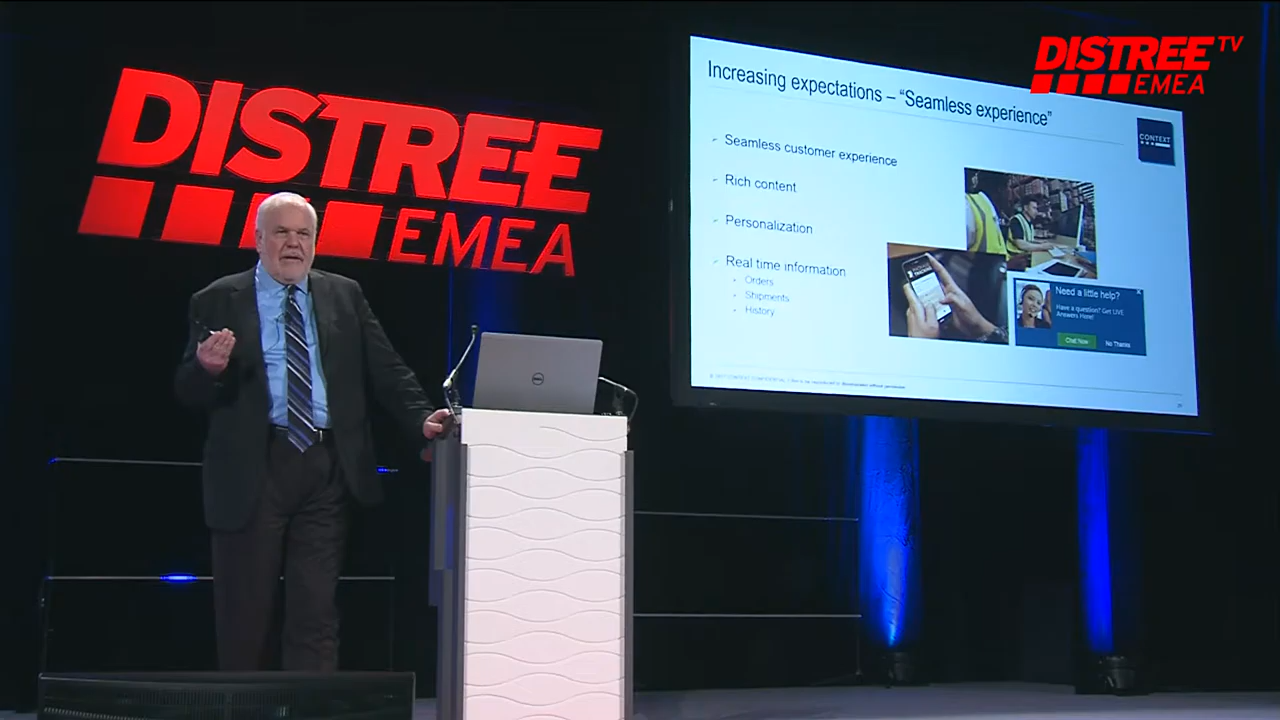 DISTREE
EMEA
DISTREE TV
EMEA
Increasing expectations – “Seamless experience”
CONTEXT
Seamless customer experience
Rich content
Personalization
Real time information
Orders
Shipments
History
Need a little help?
Have a question? Get LIVE
Answers Here!
Chat Now
No Thanks
DELL